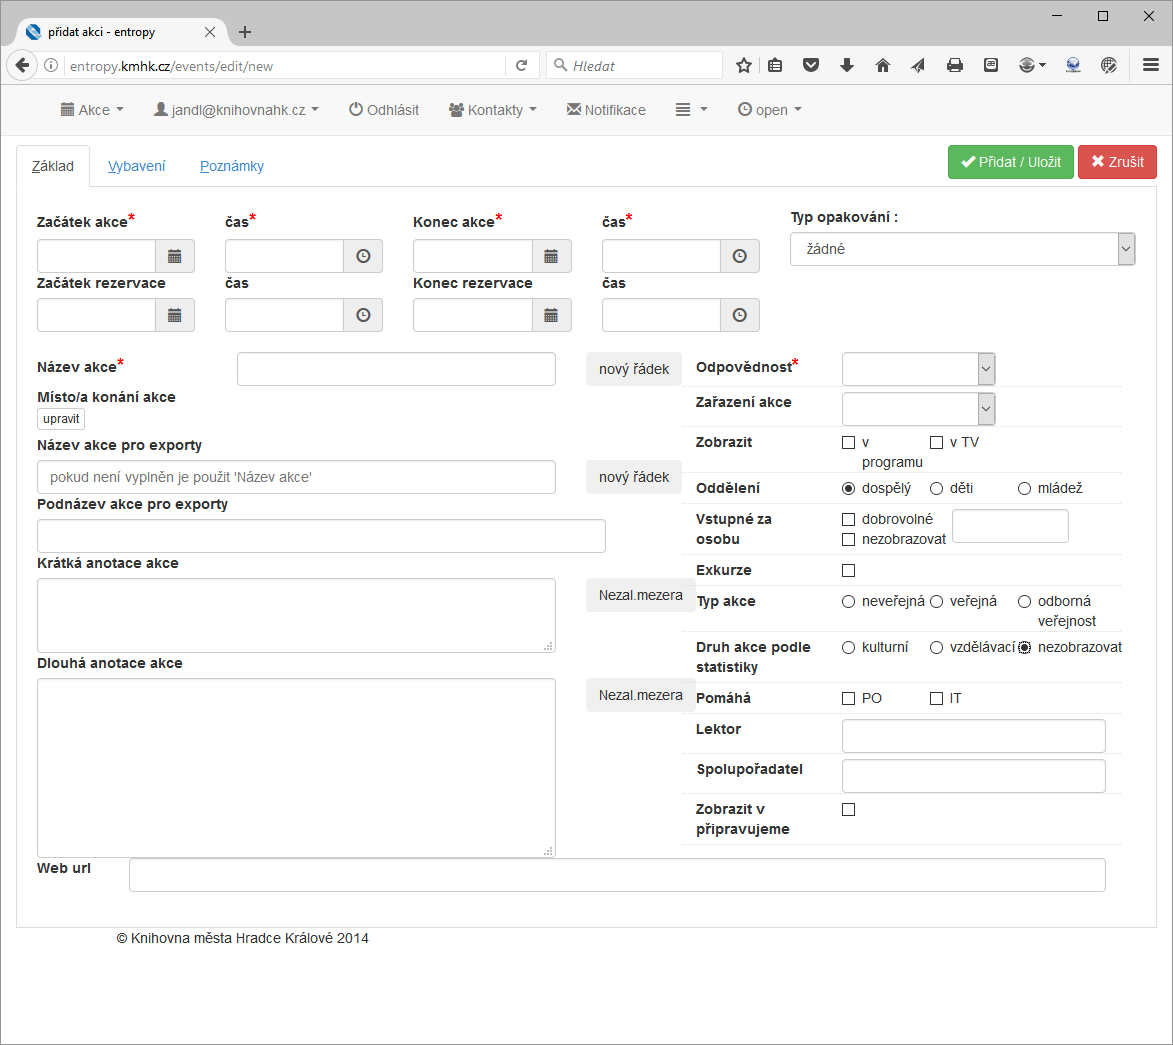 přidat akci - entropy
entropy.kmhk.cz/events/edit/new
Hledat
Akce jandl@knihovnahk.cz Odhlásit Kontakty Notifikace open
Základ Vybavení Poznámky Přidat / Uložit Zrušit
Začátek akce* čas* Konec akce* čas* Typ opakování :
žádné
Začátek rezervace čas Konec rezervace čas
Název akce* nový řádek Odpovědnost*
Místo/a konání akce Zařazení akce
upravit
Název akce pro exporty Zobrazit v programu v TV
pokud není vyplněn je použit 'Název akce' nový řádek
Oddělení dospělý děti mládež
Podnázev akce pro exporty
Vstupné za osobu dobrovolné
nezobrazovat
Krátká anotace akce Exkurze
Nezal.mezera Typ akce neveřejná veřejná odborná veřejnost
Dlouhá anotace akce Druh akce podle statistiky kulturní vzdělávací nezobrazovat
Nezal.mezera Pomáhá PO IT
Lektor
Spolupořadatel
Zobrazit v připravujeme
Web url
© Knihovna města Hradce Králové 2014